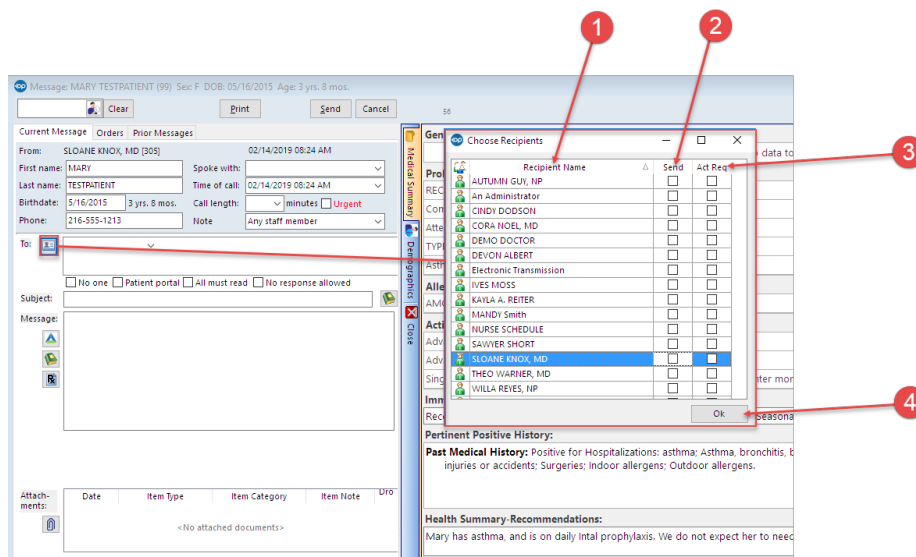 1
2
3
4
Message: MARY TESTPATIENT (99) Sex: F DOB: 05/16/2015 Age: 3 yrs. 8 mos.
Clear
Print
Send
Cancel
56
Current Message
Orders
Prior Messages
From: SLOANE KNOX, MD [305] 02/14/2019 08:24 AM
First name: MARY Spoke with:
Last name: TESTPATIENT Time of call: 02/14/2019 08:24 AM
Birthdate: 5/16/2015 3 yrs. 8 mos. Call length: minutes Urgent
Phone: 216-555-1213 Note Any staff member
To:
No one Patient portal All must read No response allowed
Subject:
Message:
Attach-
ments:
Date Item Type Item Category Item Note Dro
<No attached documents>
Medical Summary
Demographics
Close
Choose Recipients
Recipient Name Send Act Req
AUTUMN GUY, NP
An Administrator
CINDY DODSON
CORA NOEL, MD
DEMO DOCTOR
DEVON ALBERT
Electronic Transmission
IVES MOSS
KAYLA A. REITER
MANDY Smith
NURSE SCHEDULE
SAWYER SHORT
SLOANE KNOX, MD
THEO WARNER, MD
WILLA REYES, NP
Ok
data to
Pertinent Positive History:
Past Medical History: Positive for Hospitalizations: asthma; Asthma, bronchitis, b
injuries or accidents; Surgeries; Indoor allergens; Outdoor allergens.
Health Summary-Recommendations:
Mary has asthma, and is on daily Intal prophylaxis. We do not expect her to need